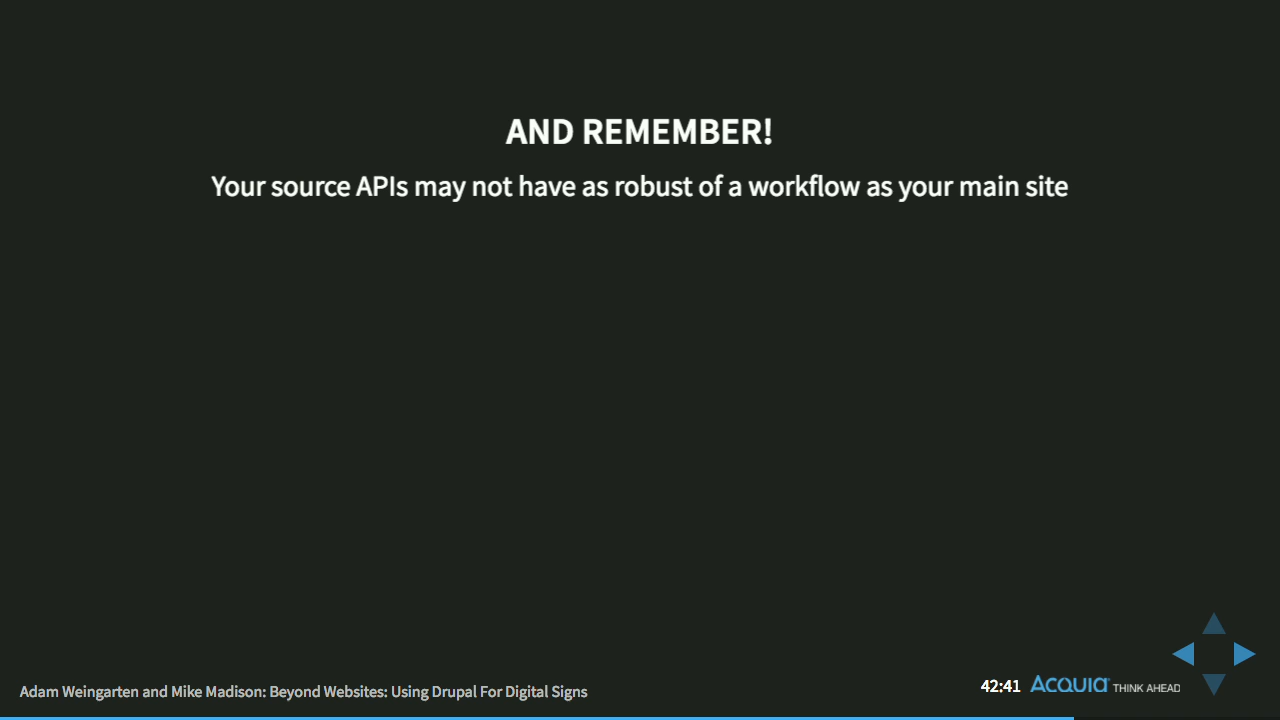 AND REMEMBER!
Your source APIs may not have as robust of a workflow as your main site
Adam Weingarten and Mike Madison: Beyond Websites: Using Drupal For Digital Signs
42:41 ACQUIA THINK AHEAD